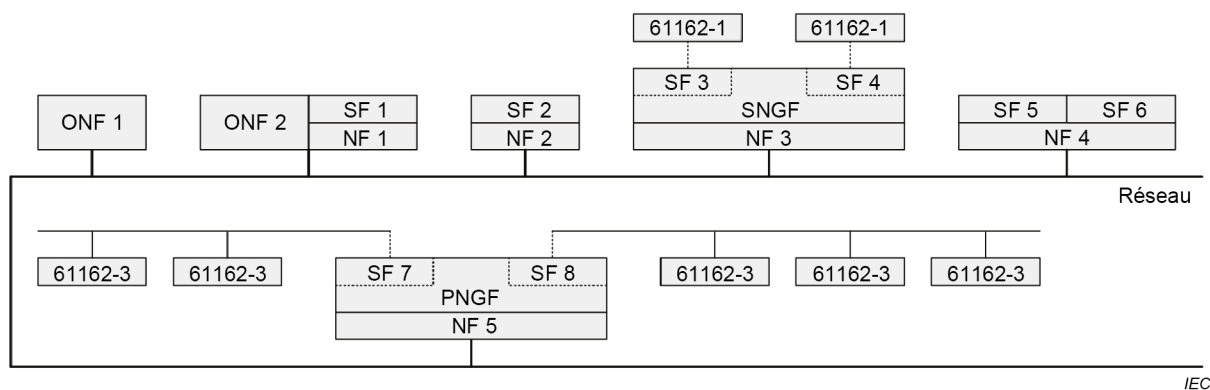 61162-1 61162-1
SF 3 SF 4
SNGF
NF 3
ONF 1
ONF 2
SF 1
NF 1
SF 2
NF 2
SF 5 SF 6
NF 4
Réseau
61162-3 61162-3
SF 7 SF 8
PNGF
NF 5
61162-3 61162-3 61162-3
IEC